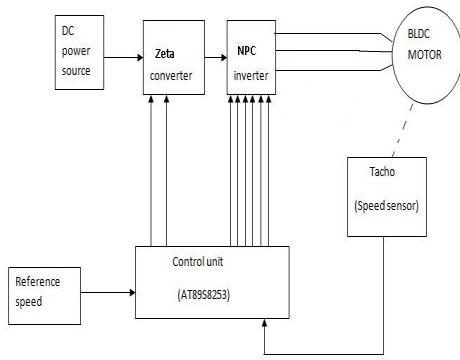 DC
power
source
Zeta
converter
NPC
inverter
BLDC
MOTOR
Tacho
(Speed sensor)
Control unit
(AT89S8253)
Reference
speed